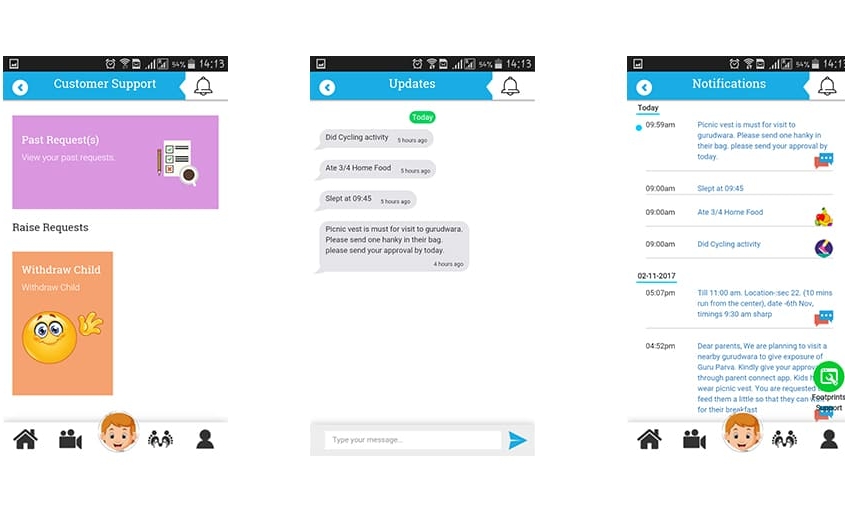 54% 14:13
Customer Support
Past Request(s)
View your past requests.
Raise Requests
Withdraw Child
Withdraw Child
54% 14:13
Updates
Today
Did Cycling activity 5 hours ago
Ate 3/4 Home Food 5 hours ago
Slept at 09:45 5 hours ago
Picnic vest is must for visit to gurudwara.
Please send one hanky in their bag.
please send your approval by today.
4 hours ago
Type your message...
54% 14:13
Notifications
Today
09:59am Picnic vest is must for visit to
gurudwara. Please send one hanky in
their bag. please send your approval by
today.
09:00am Slept at 09:45
09:00am Ate 3/4 Home Food
09:00am Did Cycling activity
02-11-2017
05:07pm Till 11:00 am. Location-:sec 22. (10 mins
run from the center), date -6th Nov,
timings 9:30 am sharp
04:52pm Dear parents, We are planning to visit a
nearby gurudwara to give exposure of
Guru Parva. Kindly give your
through parent connect app. Kids
wear picnic vest. You are requested
feed them a little so that they can
for their breakfast
Footprints
Support